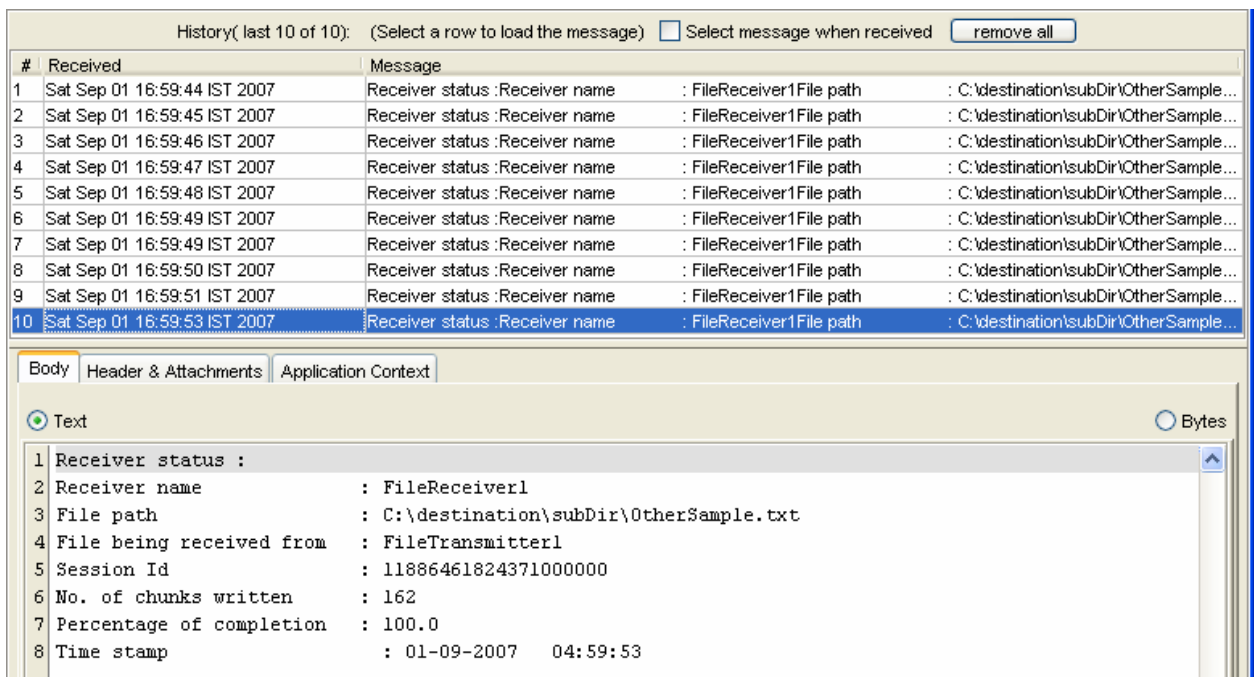 History( last 10 of 10): (Select a row to load the message) Select message when received remove all
# Received Message
1 Sat Sep 01 16:59:44 IST 2007 Receiver status :Receiver name : FileReceiver1File path : C:\destination\subDir\OtherSample...
2 Sat Sep 01 16:59:45 IST 2007 Receiver status :Receiver name : FileReceiver1File path : C:\destination\subDir\OtherSample...
3 Sat Sep 01 16:59:46 IST 2007 Receiver status :Receiver name : FileReceiver1File path : C:\destination\subDir\OtherSample...
4 Sat Sep 01 16:59:47 IST 2007 Receiver status :Receiver name : FileReceiver1File path : C:\destination\subDir\OtherSample...
5 Sat Sep 01 16:59:48 IST 2007 Receiver status :Receiver name : FileReceiver1File path : C:\destination\subDir\OtherSample...
6 Sat Sep 01 16:59:49 IST 2007 Receiver status :Receiver name : FileReceiver1File path : C:\destination\subDir\OtherSample...
7 Sat Sep 01 16:59:49 IST 2007 Receiver status :Receiver name : FileReceiver1File path : C:\destination\subDir\OtherSample...
8 Sat Sep 01 16:59:50 IST 2007 Receiver status :Receiver name : FileReceiver1File path : C:\destination\subDir\OtherSample...
9 Sat Sep 01 16:59:51 IST 2007 Receiver status :Receiver name : FileReceiver1File path : C:\destination\subDir\OtherSample...
10 Sat Sep 01 16:59:53 IST 2007 Receiver status :Receiver name : FileReceiver1File path : C:\destination\subDir\OtherSample...
Body Header & Attachments Application Context
Text Bytes
1 Receiver status :
2 Receiver name : FileReceiver1
3 File path : C:\destination\subDir\OtherSample.txt
4 File being received from : FileTransmitter1
5 Session Id : 11886461824371000000
6 No. of chunks written : 162
7 Percentage of completion : 100.0
8 Time stamp : 01-09-2007 04:59:53